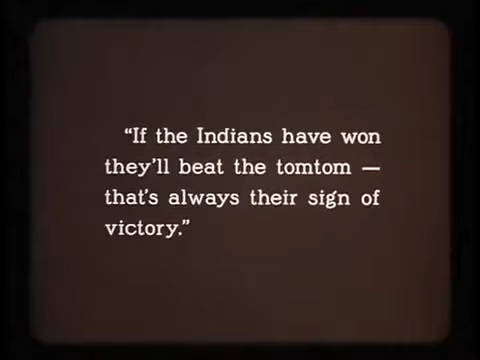 “If the Indians have won
they’ll beat the tomtom —
that’s always their sign of
victory.”